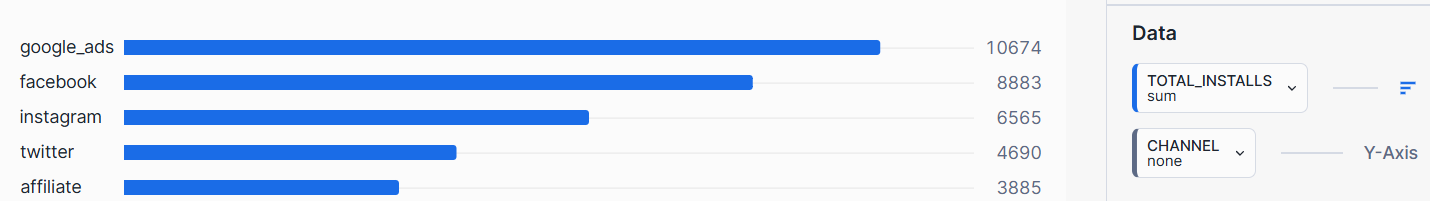 google_ads 10674
facebook 8883
instagram 6565
twitter 4690
affiliate 3885
Data
TOTAL_INSTALLS
sum
CHANNEL
none
Y-Axis